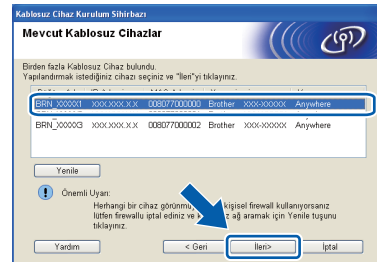 Kablosuz Cihaz Kurulum Sihirbazı
Mevcut Kablosuz Cihazlar
Birden fazla Kablosuz Cihaz bulundu.
Yapılandırmak istediğiniz cihazı seçiniz ve "İleri"yi tıklayınız.
BRN_XXXXX1 XXX.XXX.X.X 008077000000 Brother XXX-XXXXX Anywhere
BRN_XXXXX3 XXX.XXX.X.X 008077000002 Brother XXX-XXXXX Anywhere
Yenile
Önemli Uyarı:
Herhangi bir cihaz kişisel firewall kullanıyorsanız
lütfen firewallu iptal ediniz ve ağ aramak için Yenile tuşunu
tıklayınız.
Yardım < Geri İleri> İptal